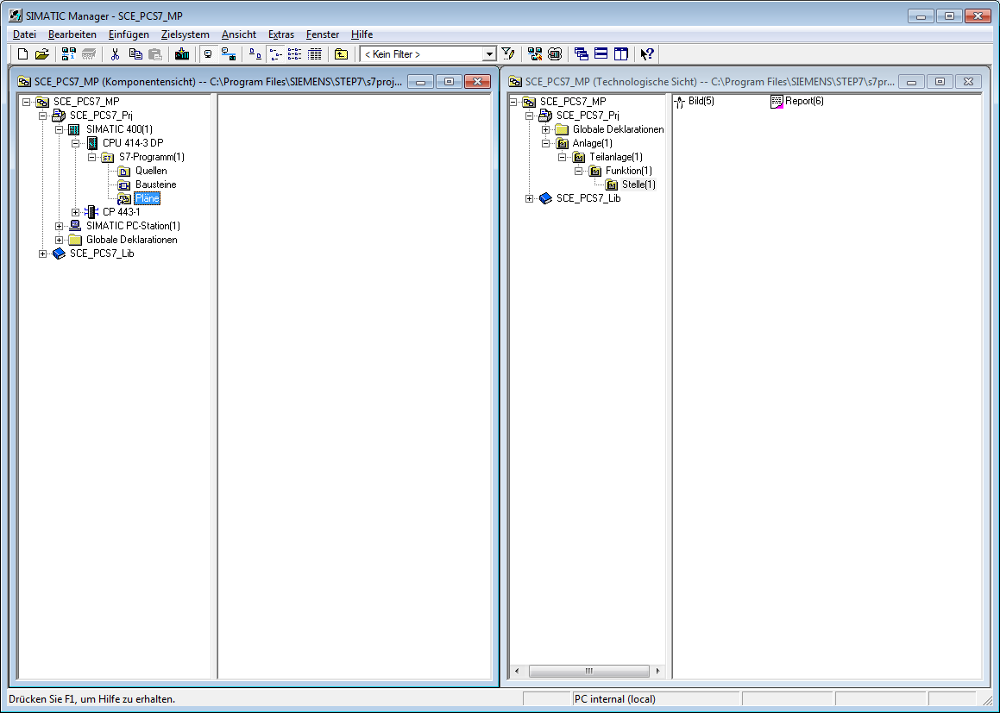 SIMATIC Manager - SCE_PCS7_MP
Datei Bearbeiten Einfügen Zielsystem Ansicht Extras Fenster Hilfe
< Kein Filter >
SCE_PCS7_MP (Komponentensicht) -- C:\Program Files\SIEMENS\STEP7\s7proj...
SCE_PCS7_MP
SCE_PCS7_Prj
SIMATIC 400(1)
CPU 414-3 DP
S7-Programm(1)
Quellen
Bausteine
Pläne
CP 443-1
SIMATIC PC-Station(1)
Globale Deklarationen
SCE_PCS7_Lib
SCE_PCS7_MP (Technologische Sicht) -- C:\Program Files\SIEMENS\STEP7\s7pr...
SCE_PCS7_MP
SCE_PCS7_Prj
Globale Deklarationen
Anlage(1)
Teilanlage(1)
Funktion(1)
Stelle(1)
SCE_PCS7_Lib
Bild(5) Report(6)
Drücken Sie F1, um Hilfe zu erhalten. PC internal (local)